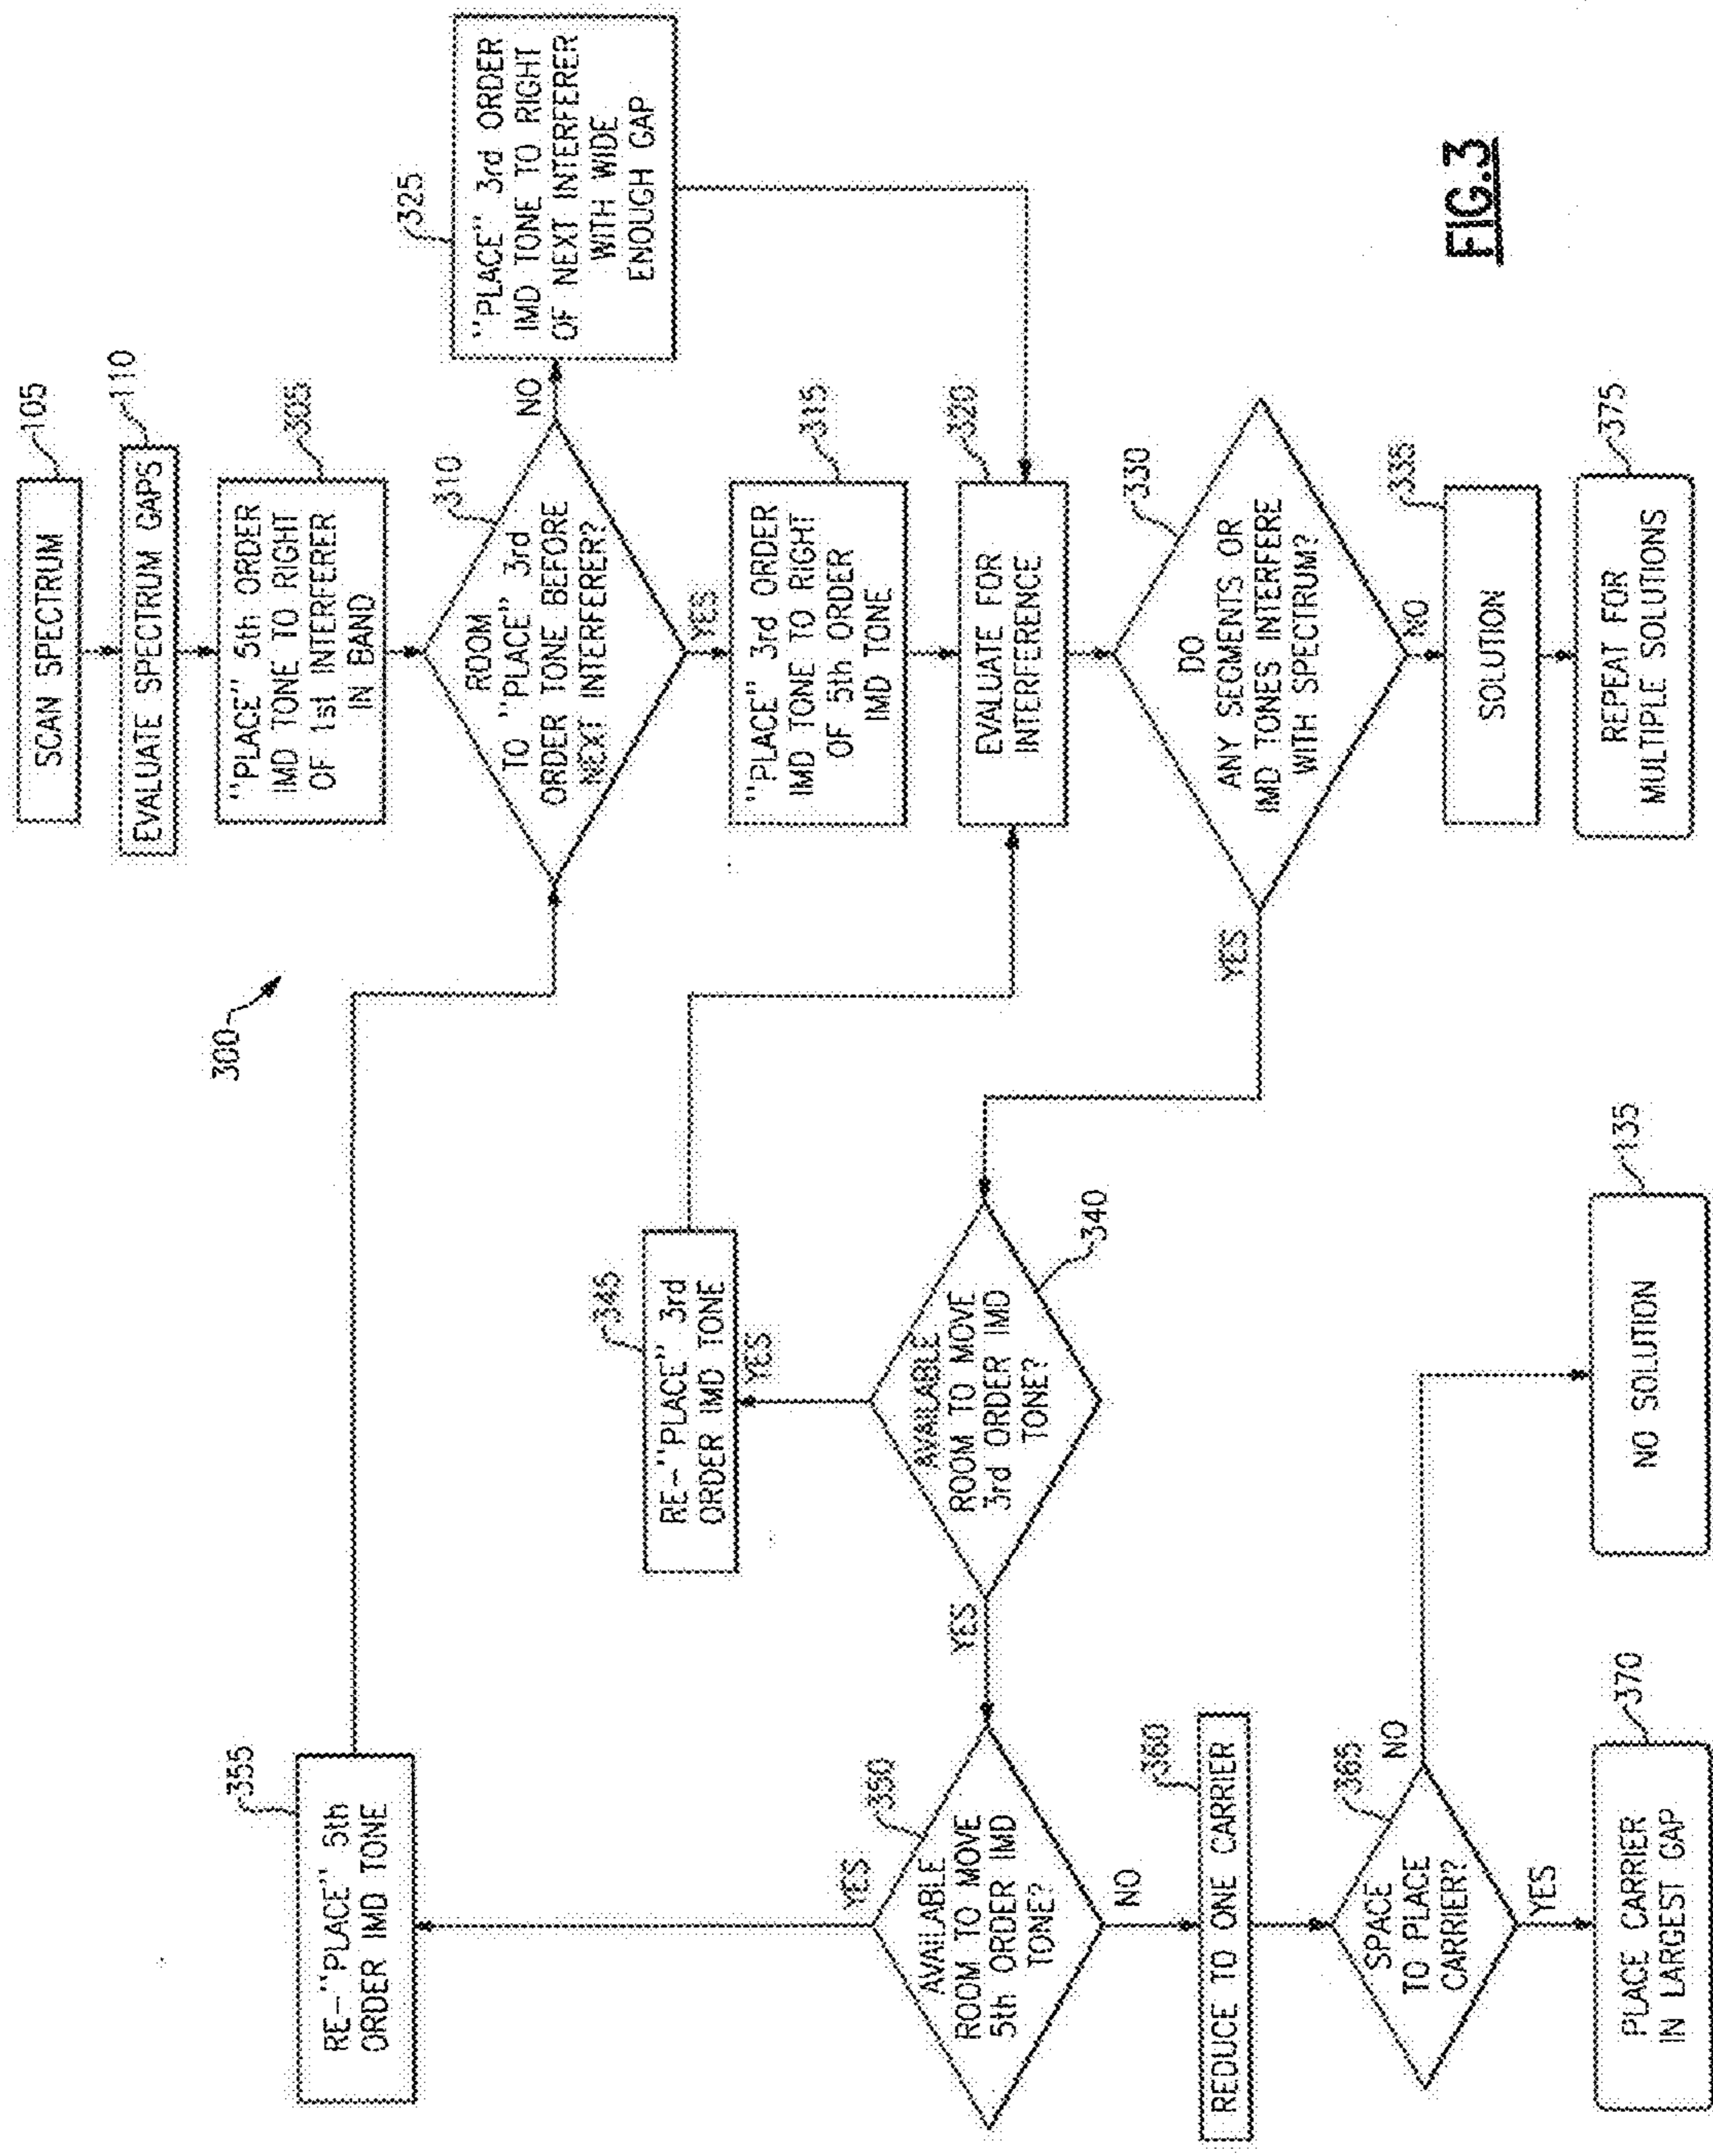 SCAN SPECTRUM
105
EVALUATE SPECTRUM GAPS
110
"PLACE" 5th ORDER
IMD TONE TO RIGHT
OF 1st INTERFERER
IN BAND
305
ROOM
TO "PLACE" 3rd
ORDER TONE BEFORE
NEXT INTERFERER?
310
NO
YES
"PLACE" 3rd ORDER
IMD TONE TO RIGHT
OF NEXT INTERFERER
WITH WIDE
ENOUGH GAP
325
"PLACE" 3rd ORDER
IMD TONE TO RIGHT
OF 5th ORDER
IMD TONE
315
EVALUATE FOR
INTERFERENCE
320
DO
ANY SEGMENTS OR
IMD TONES INTERFERE
WITH SPECTRUM?
330
YES
NO
SOLUTION
335
REPEAT FOR
MULTIPLE SOLUTIONS
375
300
AVAILABLE
ROOM TO MOVE
3rd ORDER IMD
TONE?
340
YES
YES
RE-"PLACE" 3rd
ORDER IMD TONE
345
AVAILABLE
ROOM TO MOVE
5th ORDER IMD
TONE?
350
YES
NO
RE-"PLACE" 5th
ORDER IMD TONE
355
REDUCE TO ONE CARRIER
360
SPACE
TO PLACE
CARRIER?
365
NO
YES
NO SOLUTION
135
PLACE CARRIER
IN LARGEST GAP
370
FIG.3